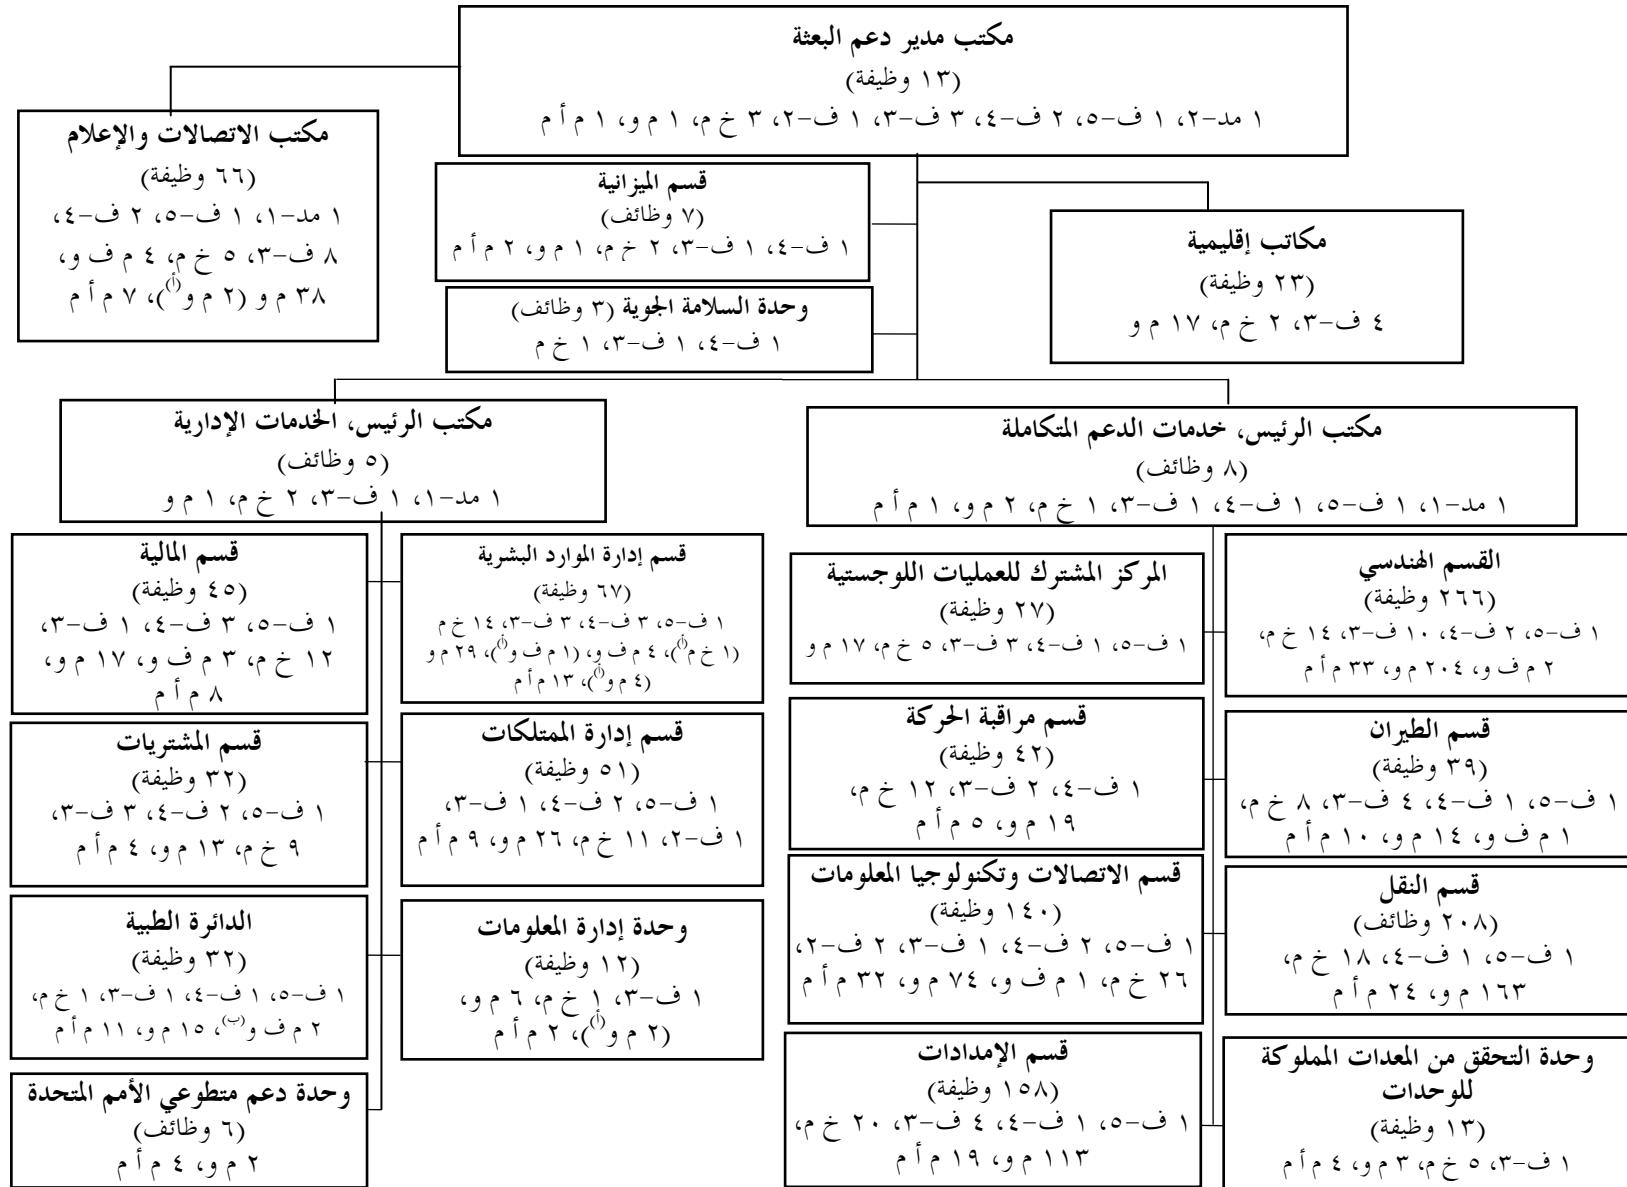 مكتب مدير دعم البعثة
(١٣ وظيفة)
١ مد-٢، ١ ف-٥، ٢ ف-٤، ٣ ف-٣، ١ ف-٢، ٣ خ م، ١ م و، ١ م أ م
مكتب الاتصالات والإعلام
(٦٦ وظيفة)
١ مد-١، ١ ف-٥، ٢ ف-٤،
٨ ف-٣، ٥ خ م، ٤ م ف و،
٣٨ م و (٢ م و(أ))، ٧ م أ م
قسم الميزانية
(٧ وظائف)
١ ف-٤، ١ ف-٣، ٢ خ م، ١ م و، ٢ م أ م
مكاتب إقليمية
(٢٣ وظيفة)
٤ ف-٣، ٢ خ م، ١٧ م و
وحدة السلامة الجوية (٣ وظائف)
١ ف-٤، ١ ف-٣، ١ خ م
مكتب الرئيس، خدمات الدعم المتكاملة
(٨ وظائف)
١ مد-١، ١ ف-٥، ١ ف-٤، ١ ف-٣، ١ خ م، ٢ م و، ١ م أ م
مكتب الرئيس، الخدمات الإدارية
(٥ وظائف)
١ مد-١، ١ ف-٣، ٢ خ م، ١ م و
القسم الهندسي
(٢٦٦ وظيفة)
١ ف-٥، ٢ ف-٤، ١٠ ف-٣، ١٤ خ م،
٢ م ف و، ٢٠٤ م و، ٣٣ م أ م
المركز المشترك للعمليات اللوجستية
(٢٧ وظيفة)
١ ف-٥، ١ ف-٤، ٣ ف-٣، ٥ خ م، ١٧ م و
قسم إدارة الموارد البشرية
(٦٧ وظيفة)
١ ف-٥، ٣ ف-٤، ٣ ف-٣، ١٤ خ م
(١ خ م(أ))، ٤ م ف و، (١ م ف و(أ))، ٢٩ م و
(٤ م و(أ))، ١٣ م أ م
قسم المالية
(٤٥ وظيفة)
١ ف-٥، ٣ ف-٤، ١ ف-٣،
١٢ خ م، ٣ م ف و، ١٧ م و،
٨ م أ م
قسم الطيران
(٣٩ وظيفة)
١ ف-٥، ١ ف-٤، ٤ ف-٣، ٨ خ م،
١ م ف و، ١٤ م و، ١٠ م أ م
قسم مراقبة الحركة
(٤٢ وظيفة)
١ ف-٤، ٢ ف-٣، ١٢ خ م،
١٩ م و، ٥ م أ م
قسم إدارة الممتلكات
(٥١ وظيفة)
١ ف-٥، ٢ ف-٤، ١ ف-٣،
١ ف-٢، ١١ خ م، ٢٦ م و، ٩ م أ م
قسم المشتريات
(٣٢ وظيفة)
١ ف-٥، ٢ ف-٤، ٣ ف-٣،
٩ خ م، ١٣ م و، ٤ م أ م
قسم النقل
(٢٠٨ وظائف)
١ ف-٥، ١ ف-٤، ١٨ خ م،
١٦٣ م و، ٢٤ م أ م
قسم الاتصالات وتكنولوجيا المعلومات
(١٤٠ وظيفة)
١ ف-٥، ٢ ف-٤، ١ ف-٣، ٢ ف-٢،
٢٦ خ م، ١ م ف و، ٧٤ م و، ٣٢ م أ م
وحدة إدارة المعلومات
(١٢ وظيفة)
١ ف-٣، ١ خ م، ٦ م و،
(٢ م و(أ))، ٢ م أ م
الدائرة الطبية
(٣٢ وظيفة)
١ ف-٥، ١ ف-٤، ١ ف-٣، ١ خ م،
٢ م ف و(ب)، ١٥ م و، ١١ م أ م
وحدة التحقق من المعدات المملوكة
للوحدات
(١٣ وظيفة)
١ ف-٣، ٥ خ م، ٣ م و، ٤ م أ م
قسم الإمدادات
(١٥٨ وظيفة)
١ ف-٥، ١ ف-٤، ٤ ف-٣، ٢٠ خ م،
١١٣ م و، ١٩ م أ م
وحدة دعم متطوعي الأمم المتحدة
(٦ وظائف)
٢ م و، ٤ م أ م